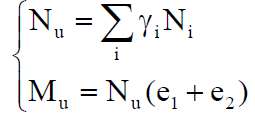 N_u = ∑_i γ_i N_i
M_u = N_u (e_1 + e_2)